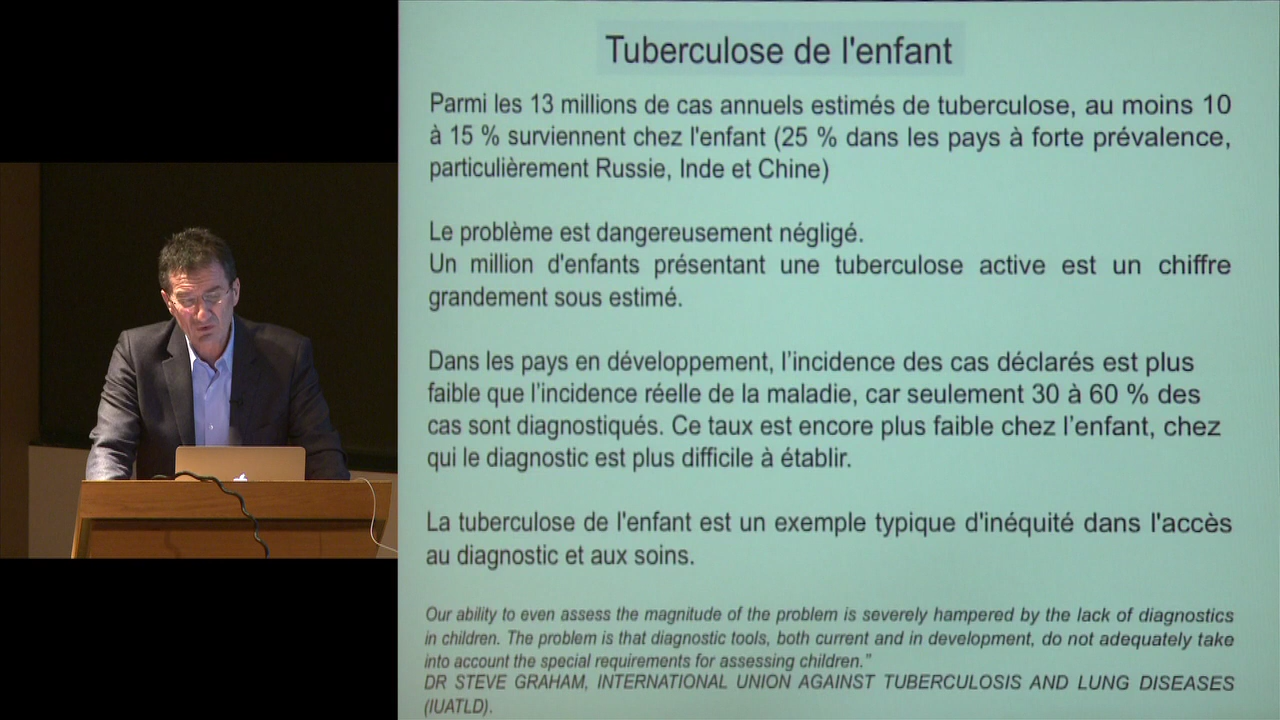 Tuberculose de l'enfant
Parmi les 13 millions de cas annuels estimés de tuberculose, au moins 10
à 15 % surviennent chez l'enfant (25 % dans les pays à forte prévalence,
particulièrement Russie, Inde et Chine)
Le problème est dangereusement négligé.
Un million d'enfants présentant une tuberculose active est un chiffre
grandement sous estimé.
Dans les pays en développement, l’incidence des cas déclarés est plus
faible que l’incidence réelle de la maladie, car seulement 30 à 60 % des
cas sont diagnostiqués. Ce taux est encore plus faible chez l’enfant, chez
qui le diagnostic est plus difficile à établir.
La tuberculose de l'enfant est un exemple typique d'inéquité dans l'accès
au diagnostic et aux soins.
Our ability to even assess the magnitude of the problem is severely hampered by the lack of diagnostics
in children. The problem is that diagnostic tools, both current and in development, do not adequately take
into account the special requirements for assessing children.”
DR STEVE GRAHAM, INTERNATIONAL UNION AGAINST TUBERCULOSIS AND LUNG DISEASES
(IUATLD).